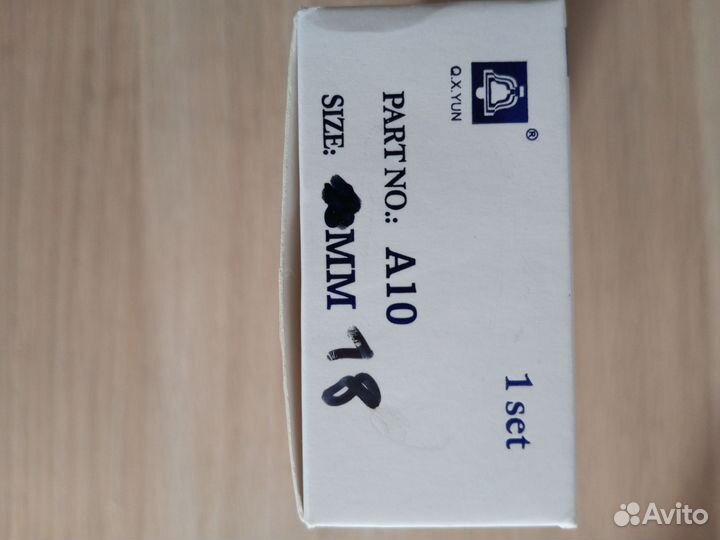 Q.X.YUN
®
PART NO.: A10
SIZE: MM 78
1 set
Avito